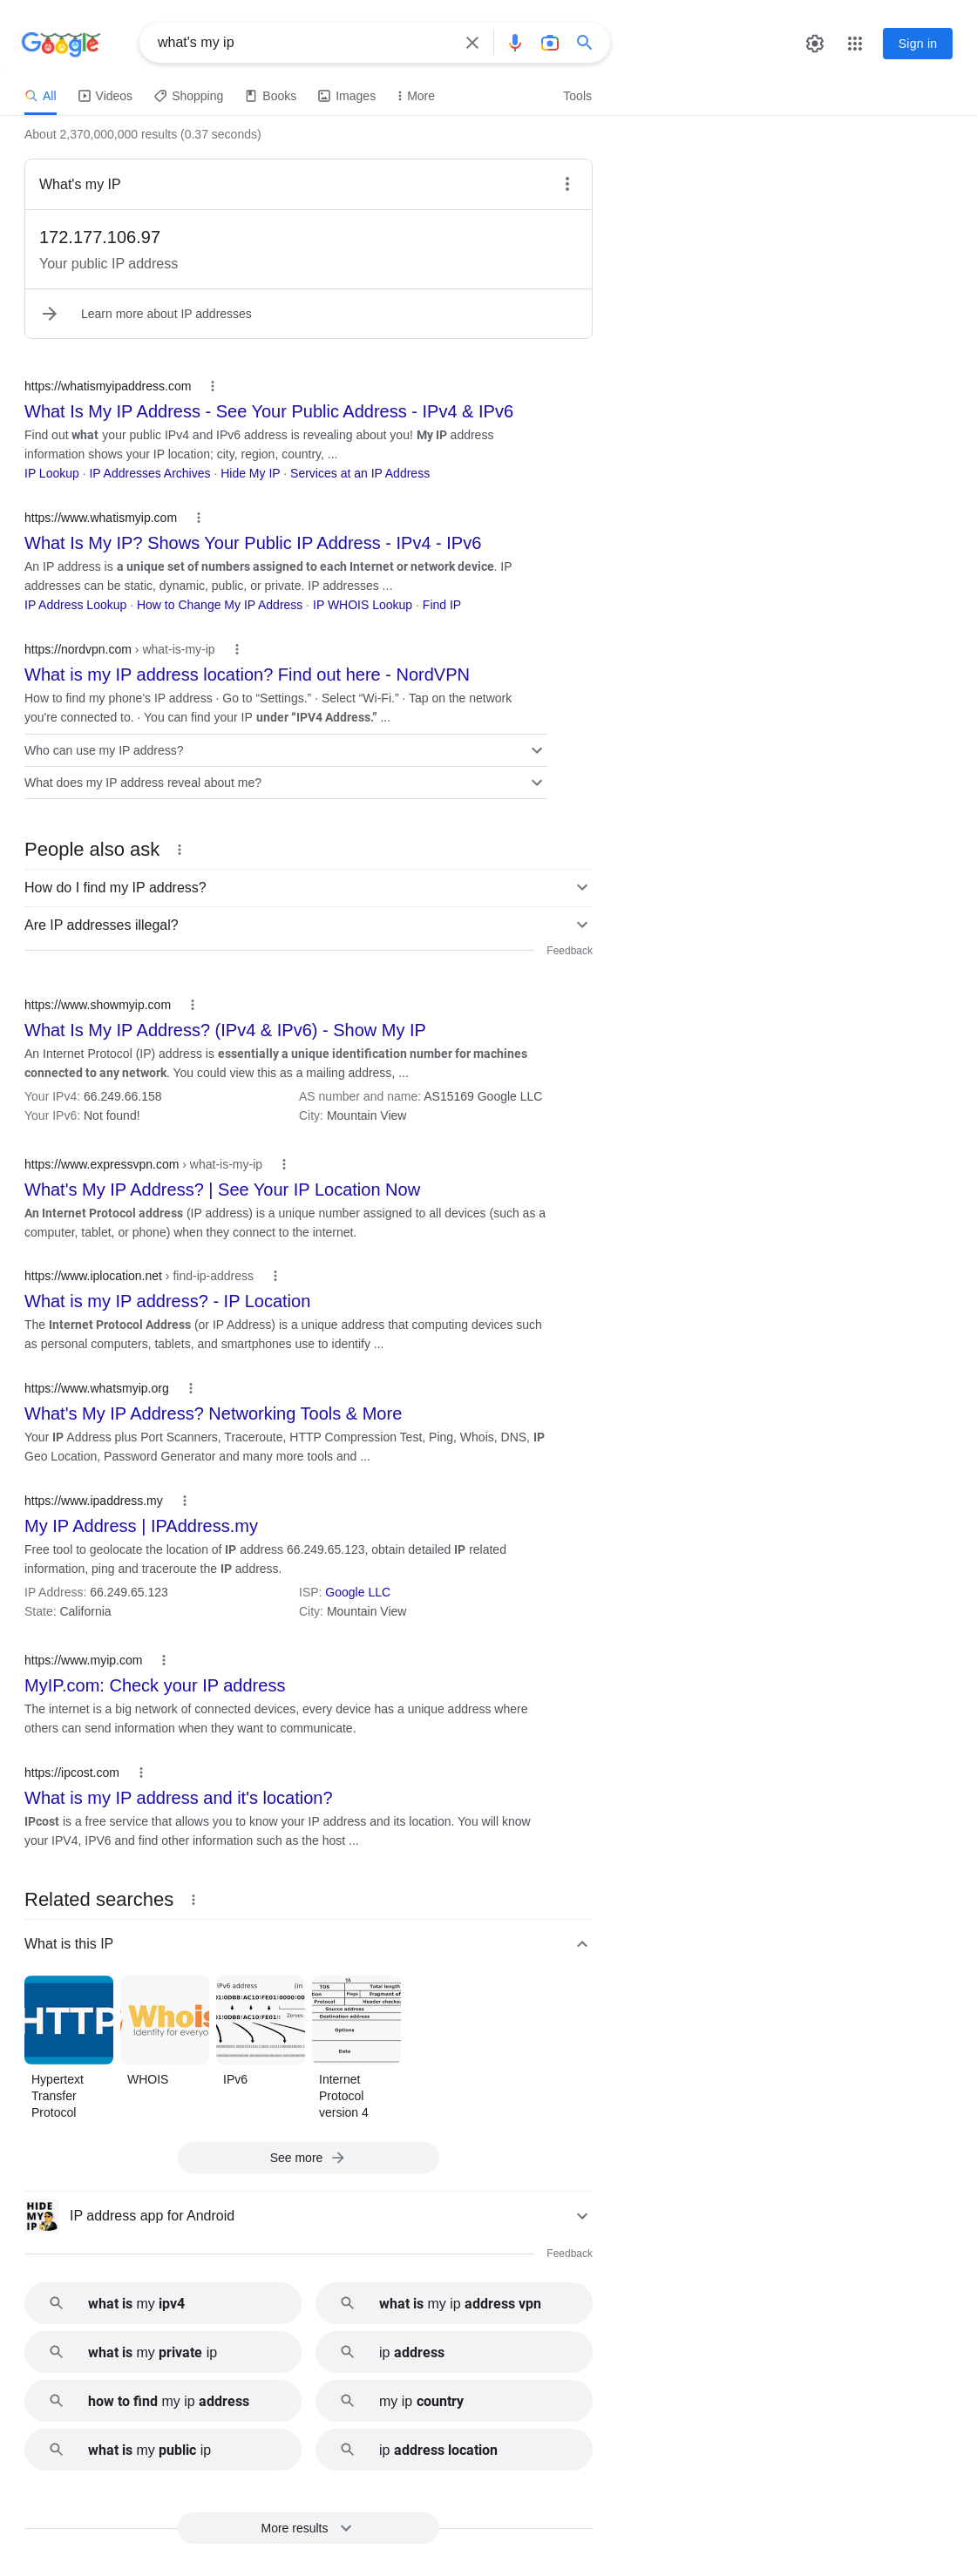 Google
what's my ip
Sign in
All
Videos
Shopping
Books
Images
More
Tools
About 2,370,000,000 results (0.37 seconds)
What's my IP
172.177.106.97
Your public IP address
Learn more about IP addresses
https://whatismyipaddress.com
What Is My IP Address - See Your Public Address - IPv4 & IPv6
Find out what your public IPv4 and IPv6 address is revealing about you! My IP address
information shows your IP location; city, region, country, ...
IP Lookup · IP Addresses Archives · Hide My IP · Services at an IP Address
https://www.whatismyip.com
What Is My IP? Shows Your Public IP Address - IPv4 - IPv6
An IP address is a unique set of numbers assigned to each Internet or network device. IP
addresses can be static, dynamic, public, or private. IP addresses ...
IP Address Lookup · How to Change My IP Address · IP WHOIS Lookup · Find IP
https://nordvpn.com › what-is-my-ip
What is my IP address location? Find out here - NordVPN
How to find my phone's IP address · Go to “Settings.” · Select “Wi-Fi.” · Tap on the network
you're connected to. · You can find your IP under “IPV4 Address.” ...
Who can use my IP address?
What does my IP address reveal about me?
People also ask
How do I find my IP address?
Are IP addresses illegal?
Feedback
https://www.showmyip.com
What Is My IP Address? (IPv4 & IPv6) - Show My IP
An Internet Protocol (IP) address is essentially a unique identification number for machines
connected to any network. You could view this as a mailing address, ...
Your IPv4: 66.249.66.158
AS number and name: AS15169 Google LLC
Your IPv6: Not found!
City: Mountain View
https://www.expressvpn.com › what-is-my-ip
What's My IP Address? | See Your IP Location Now
An Internet Protocol address (IP address) is a unique number assigned to all devices (such as a
computer, tablet, or phone) when they connect to the internet.
https://www.iplocation.net › find-ip-address
What is my IP address? - IP Location
The Internet Protocol Address (or IP Address) is a unique address that computing devices such
as personal computers, tablets, and smartphones use to identify ...
https://www.whatsmyip.org
What's My IP Address? Networking Tools & More
Your IP Address plus Port Scanners, Traceroute, HTTP Compression Test, Ping, Whois, DNS, IP
Geo Location, Password Generator and many more tools and ...
https://www.ipaddress.my
My IP Address | IPAddress.my
Free tool to geolocate the location of IP address 66.249.65.123, obtain detailed IP related
information, ping and traceroute the IP address.
IP Address: 66.249.65.123
ISP: Google LLC
State: California
City: Mountain View
https://www.myip.com
MyIP.com: Check your IP address
The internet is a big network of connected devices, every device has a unique address where
others can send information when they want to communicate.
https://ipcost.com
What is my IP address and it's location?
IPcost is a free service that allows you to know your IP address and its location. You will know
your IPV4, IPV6 and find other information such as the host ...
Related searches
What is this IP
HTTP
Whois
Identity for everyo
IPv6 address (in
Zeroes
TOS Total length
Flags Fragment of
Protocol Header checks
Source address
Destination address
Options
Data
Hypertext
Transfer
Protocol
WHOIS
IPv6
Internet
Protocol
version 4
See more
HIDE
MY
IP
IP address app for Android
Feedback
what is my ipv4
what is my ip address vpn
what is my private ip
ip address
how to find my ip address
my ip country
what is my public ip
ip address location
More results